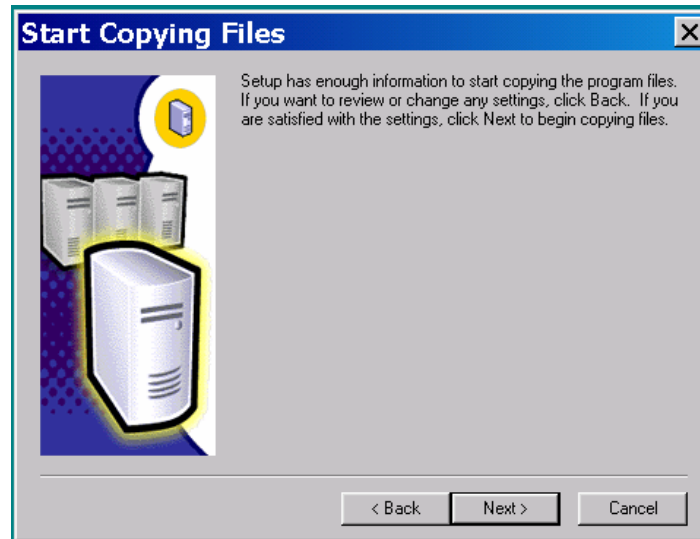 Start Copying Files
Setup has enough information to start copying the program files.
If you want to review or change any settings, click Back. If you
are satisfied with the settings, click Next to begin copying files.
< Back
Next >
Cancel